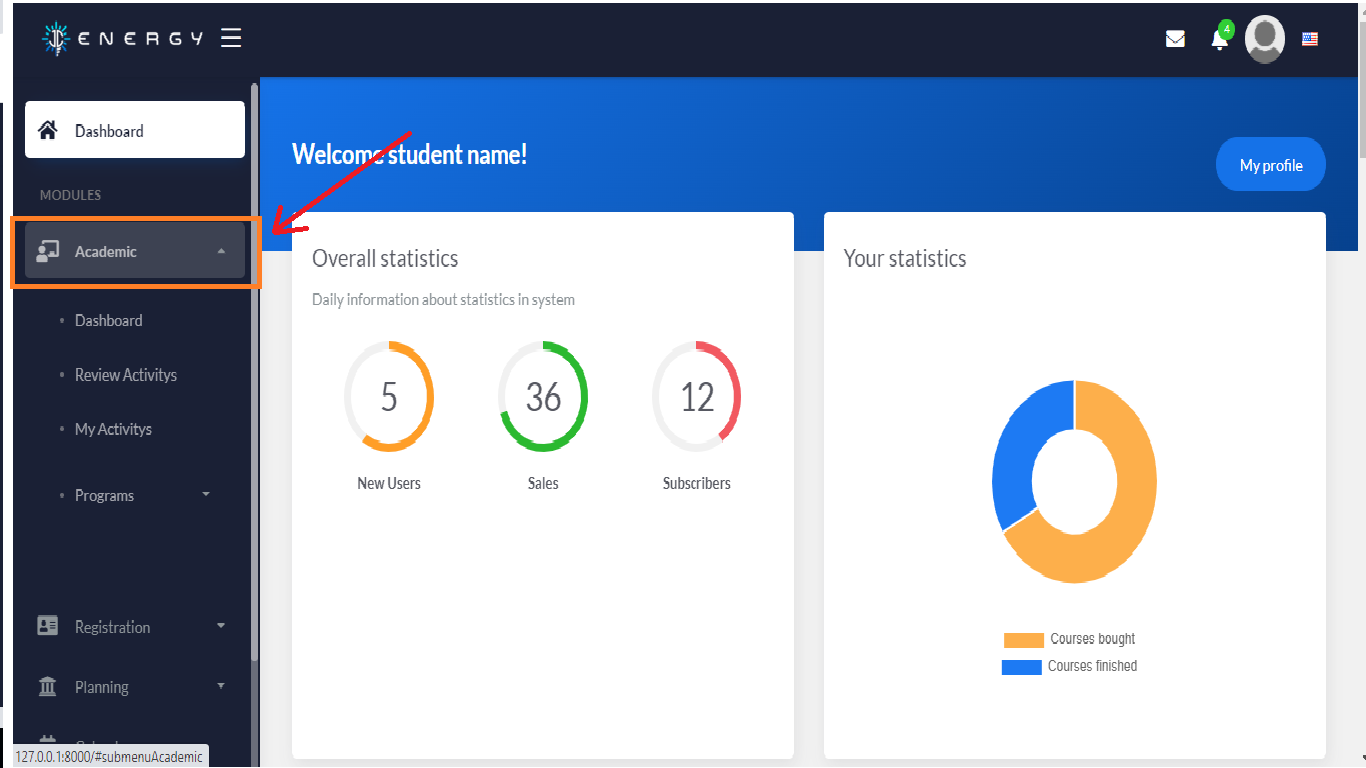 ENERGY
4
Dashboard
MODULES
Academic
Dashboard
Review Activitys
My Activitys
Programs
Registration
Planning
127.0.0.1:8000/#submenuAcademic
Welcome student name!
My profile
Overall statistics
Daily information about statistics in system
5
36
12
New Users
Sales
Subscribers
Your statistics
Courses bought
Courses finished